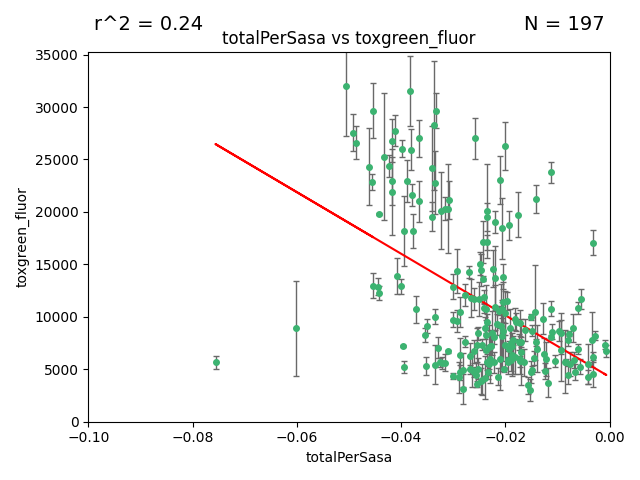 r^2 = 0.24
N = 197
totalPerSasa vs toxgreen_fluor
35000
30000
25000
20000
15000
10000
5000
0
toxgreen_fluor
−0.10
−0.08
−0.06
−0.04
−0.02
0.00
totalPerSasa